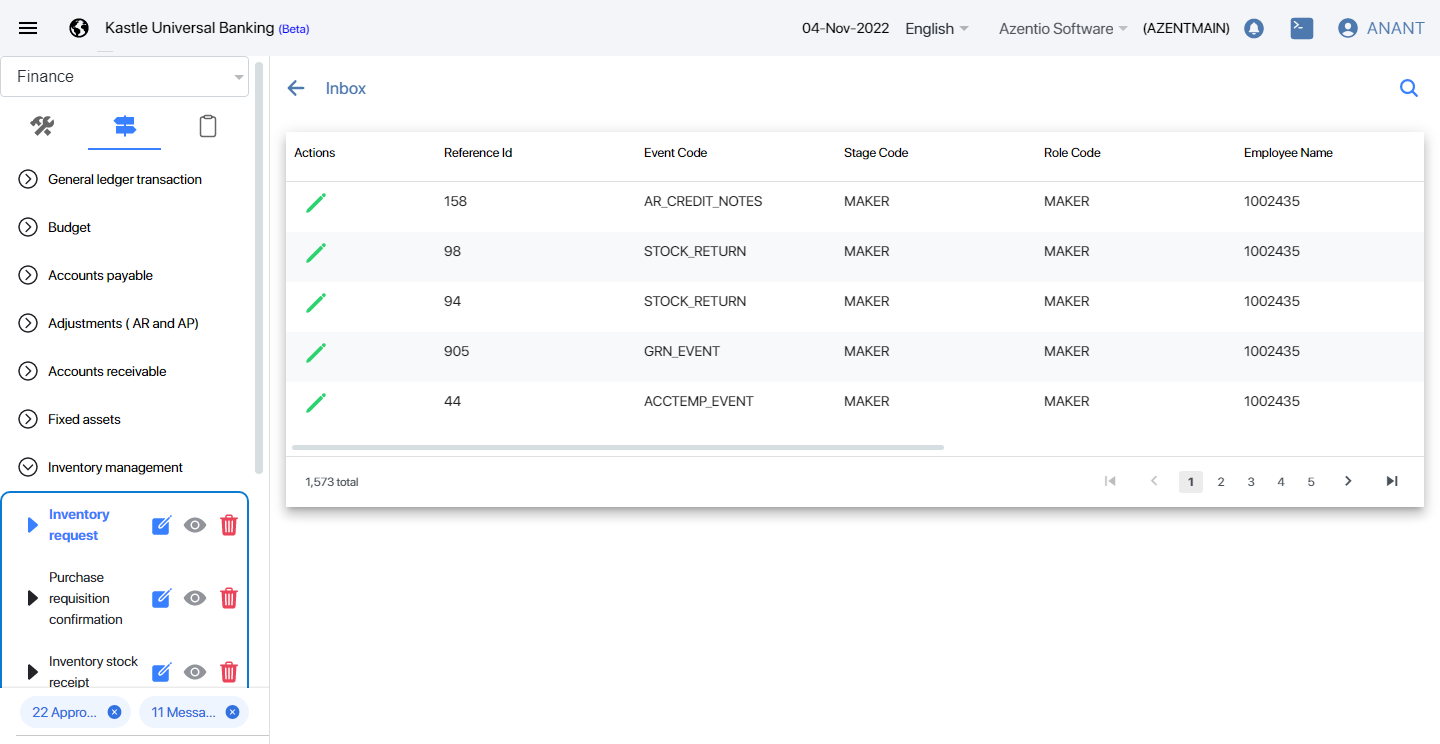 Kastle Universal Banking (Beta)
04-Nov-2022
English
Azentio Software
(AZENTMAIN)
ANANT
Finance
General ledger transaction
Budget
Accounts payable
Adjustments ( AR and AP)
Accounts receivable
Fixed assets
Inventory management
Inventory
request
Purchase
requisition
confirmation
Inventory stock
receipt
22 Appro...
11 Messa...
Inbox
Actions Reference Id Event Code Stage Code Role Code Employee Name
158 AR_CREDIT_NOTES MAKER MAKER 1002435
98 STOCK_RETURN MAKER MAKER 1002435
94 STOCK_RETURN MAKER MAKER 1002435
905 GRN_EVENT MAKER MAKER 1002435
44 ACCTEMP_EVENT MAKER MAKER 1002435
1,573 total
1 2 3 4 5